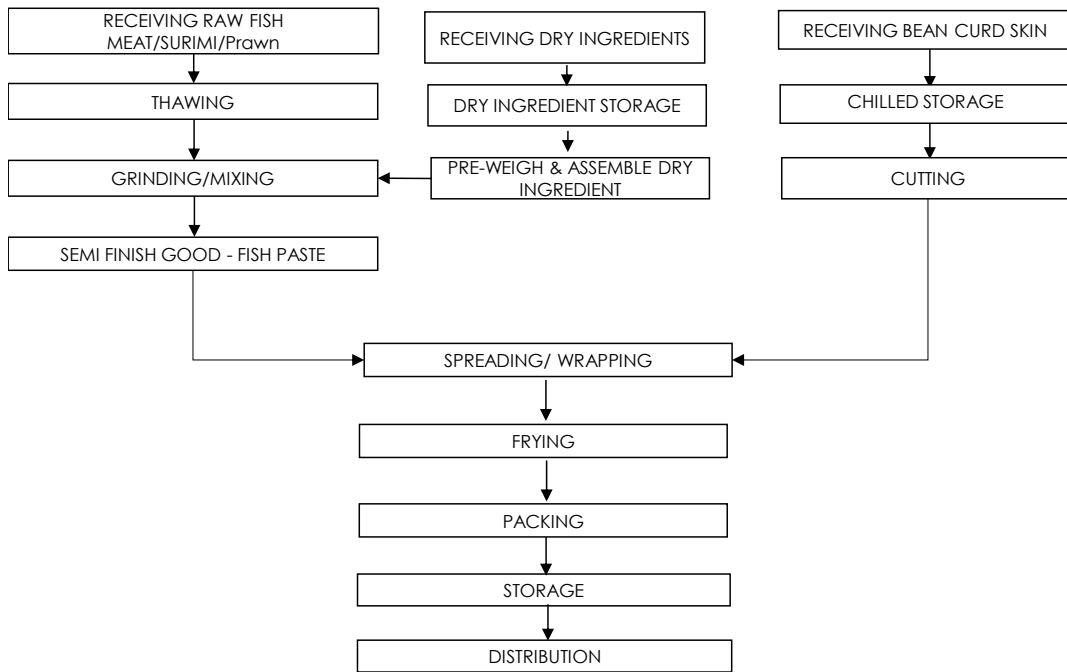 RECEIVING RAW FISH
MEAT/SURIMI/Prawn
THAWING
GRINDING/MIXING
SEMI FINISH GOOD - FISH PASTE
RECEIVING DRY INGREDIENTS
DRY INGREDIENT STORAGE
PRE-WEIGH & ASSEMBLE DRY
INGREDIENT
RECEIVING BEAN CURD SKIN
CHILLED STORAGE
CUTTING
SPREADING/ WRAPPING
FRYING
PACKING
STORAGE
DISTRIBUTION